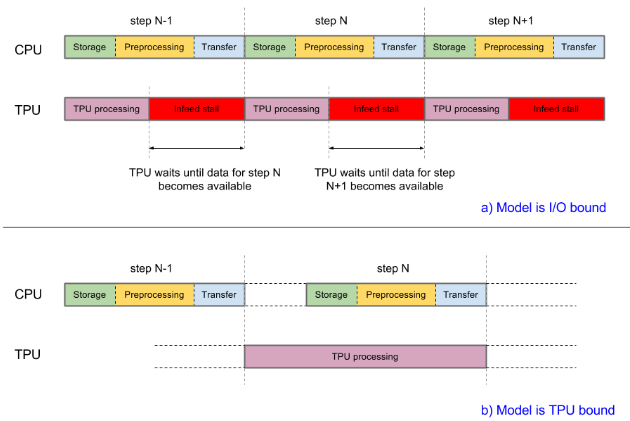 step N-1 step N step N+1
CPU Storage Preprocessing Transfer Storage Preprocessing Transfer Storage Preprocessing Transfer
TPU TPU processing Infeed stall TPU processing Infeed stall TPU processing Infeed stall
TPU waits until data for step N
becomes available
TPU waits until data for step
N+1 becomes available
a) Model is I/O bound
step N-1 step N
CPU Storage Preprocessing Transfer Storage Preprocessing Transfer
TPU TPU processing
b) Model is TPU bound